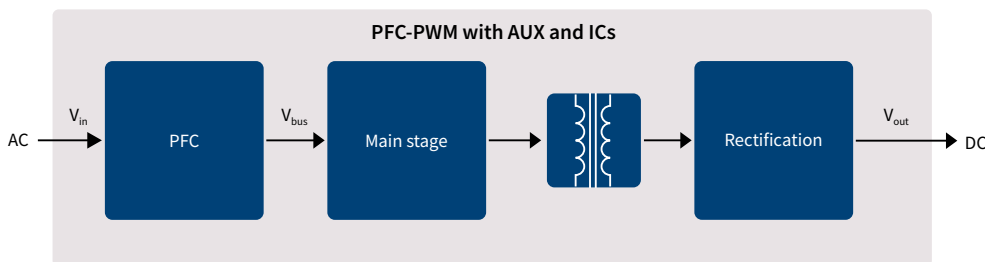 PFC-PWM with AUX and ICs
AC
Vin
PFC
Vbus
Main stage
Rectification
Vout
DC